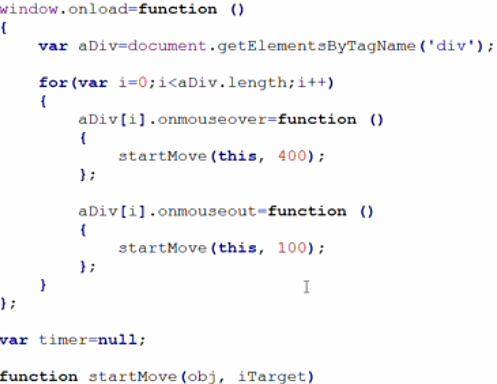 window.onload=function ()
{
    var aDiv=document.getElementsByTagName('div');

    for(var i=0;i<aDiv.length;i++)
    {
        aDiv[i].onmouseover=function ()
        {
            startMove(this, 400);
        };

        aDiv[i].onmouseout=function ()
        {
            startMove(this, 100);
        };
    }
};

var timer=null;

function startMove(obj, iTarget)